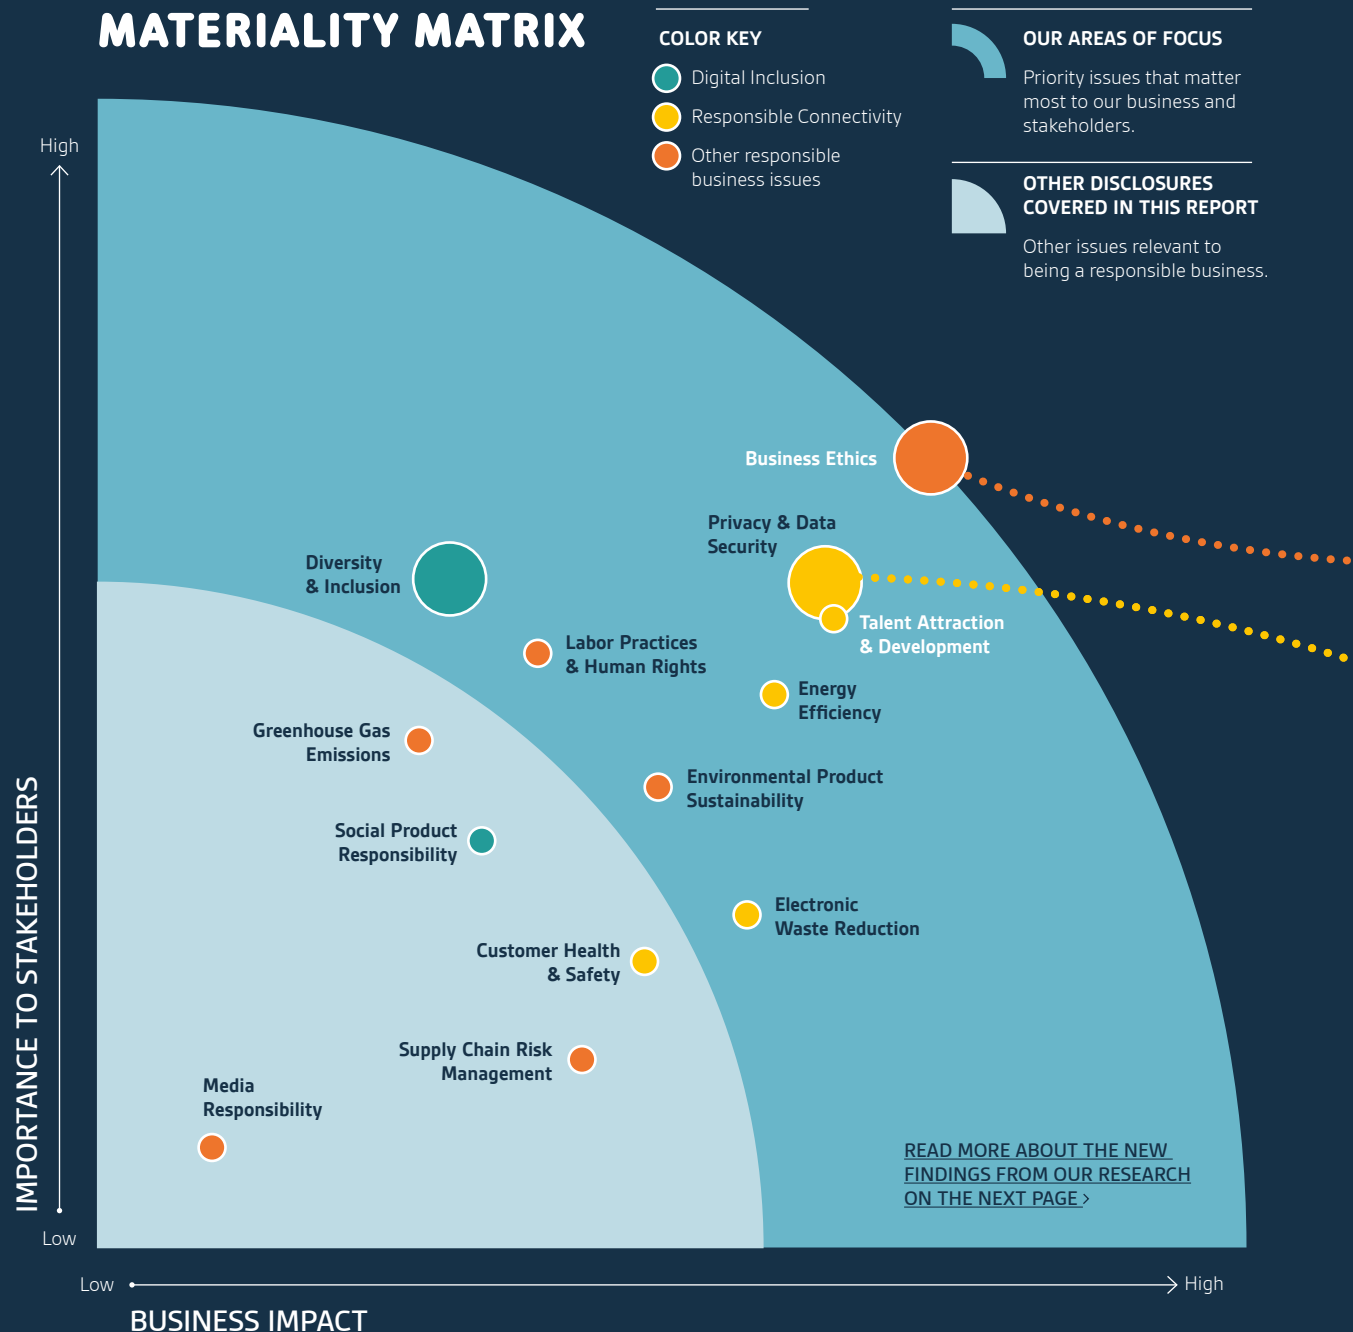 MATERIALITY MATRIX
COLOR KEY
Digital Inclusion
Responsible Connectivity
Other responsible
business issues
OUR AREAS OF FOCUS
Priority issues that matter
most to our business and
stakeholders.
OTHER DISCLOSURES
COVERED IN THIS REPORT
Other issues relevant to
being a responsible business.
High
Business Ethics
Privacy & Data
Security
Diversity
& Inclusion
Talent Attraction
& Development
Labor Practices
& Human Rights
Energy
Efficiency
Greenhouse Gas
Emissions
Environmental Product
Sustainability
Social Product
Responsibility
Electronic
Waste Reduction
Customer Health
& Safety
Supply Chain Risk
Management
Media
Responsibility
READ MORE ABOUT THE NEW
FINDINGS FROM OUR RESEARCH
ON THE NEXT PAGE >
IMPORTANCE TO STAKEHOLDERS
Low
Low
High
BUSINESS IMPACT